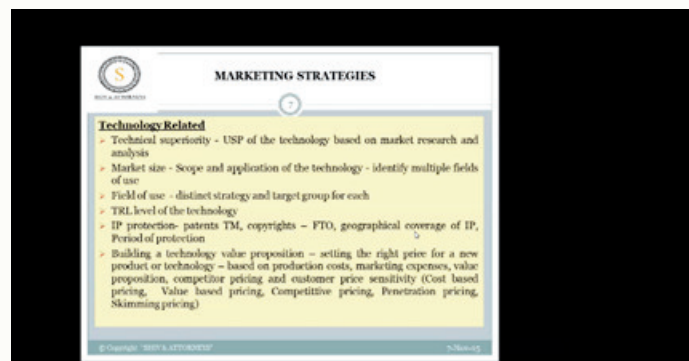 S
MARKETING STRATEGIES
7
Technology Related
➢ Technical superiority - USP of the technology based on market research and
analysis
➢ Market size - Scope and application of the technology - identify multiple fields
of use
➢ Field of use - distinct strategy and target group for each
➢ TRL level of the technology
➢ IP protection- patents TM, copyrights – FTO, geographical coverage of IP,
Period of protection
➢ Building a technology value proposition – setting the right price for a new
product or technology – based on production costs, marketing expenses, value
proposition, competitor pricing and customer price sensitivity (Cost based
pricing, Value based pricing, Competitive pricing, Penetration pricing,
Skimming pricing)
© Copyright